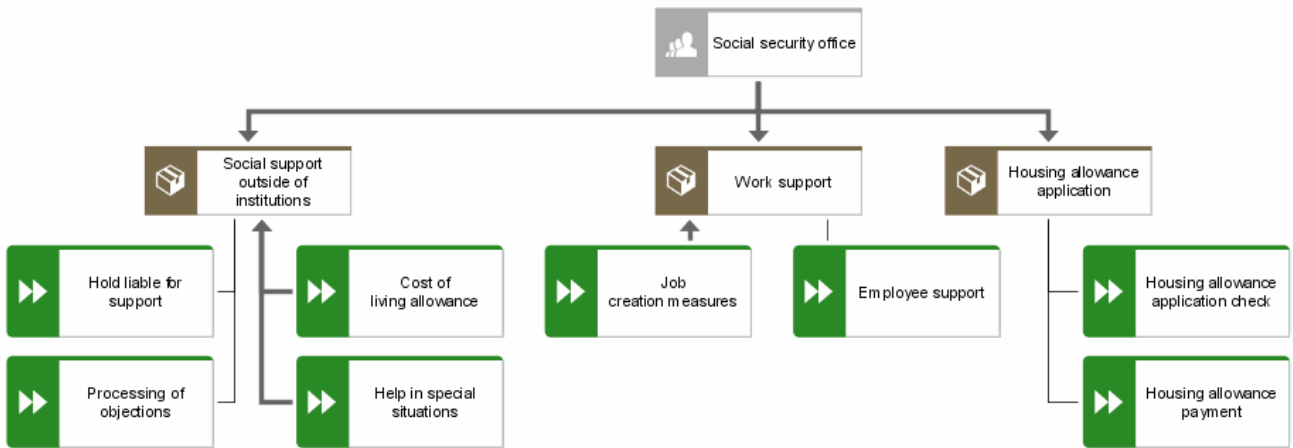 Social security office
Social support
outside of
institutions
Work support
Housing allowance
application
Hold liable for
support
Cost of
living allowance
Job
creation measures
Employee support
Housing allowance
application check
Processing of
objections
Help in special
situations
Housing allowance
payment